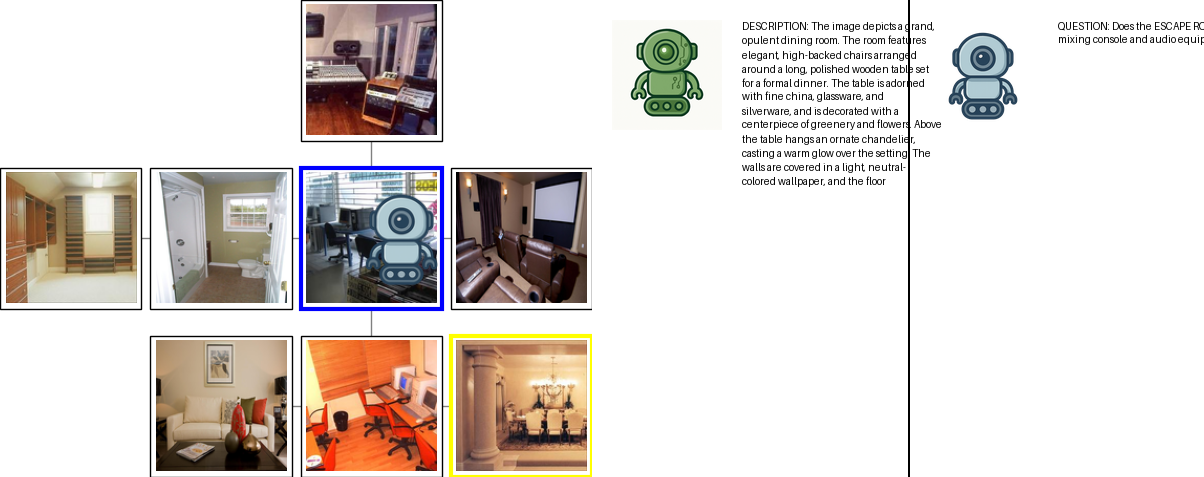 DESCRIPTION: The image depicts a grand,
opulent dining room. The room features
elegant, high-backed chairs arranged
around a long, polished wooden table set
for a formal dinner. The table is adorned
with fine china, glassware, and
silverware, and is decorated with a
centerpiece of greenery and flowers. Above
the table hangs an ornate chandelier,
casting a warm glow over the setting. The
walls are covered in a light, neutral-
colored wallpaper, and the floor
QUESTION: Does the ESCAPE
mixing console and audio